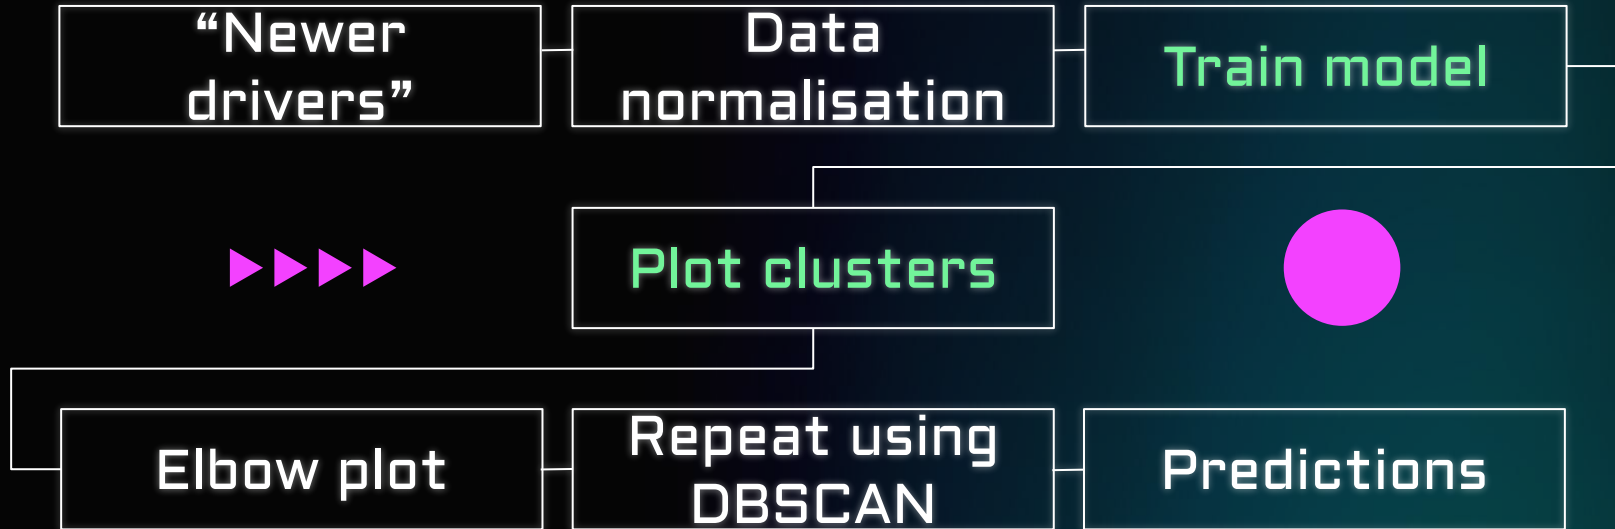 “Newer
drivers”
Data
normalisation
Train model
Plot clusters
Elbow plot
Repeat using
DBSCAN
Predictions